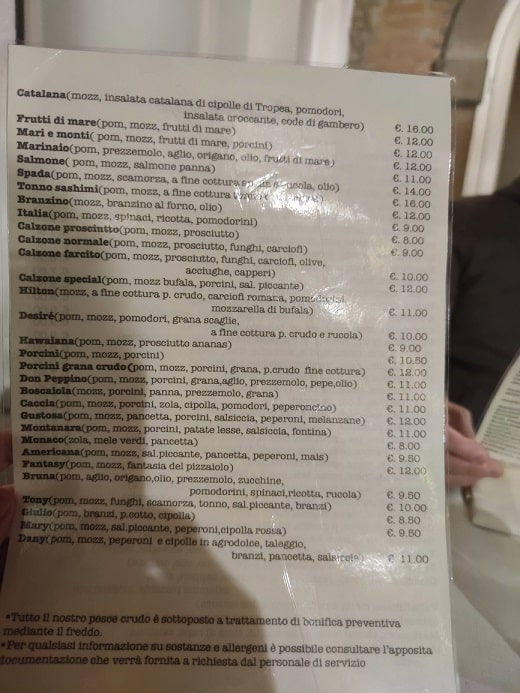 Catalana(mozz, insalata catalana di cipolle di Tropea, pomodori,
insalata croccante, code di gambero) €. 16.00
Frutti di mare(pom, mozz, frutti di mare) €. 12.00
Mari e monti( pom, mozz, frutti di mare, porcini) €. 12.00
Marinaio(pom, prezzemolo, aglio, origano, olio, frutti di mare) €. 12.00
Salmone( pom, mozz, salmone panna) €. 11.00
Spada(pom, mozz, scamorza, a fine cottura olio) €. 14.00
Tonno sashimi(pom, mozz, a fine cottura €. 16.00
Branzino(mozz, branzino al forno, olio) €. 12.00
Italia(pom, mozz, spinaci, ricotta, pomodorini) €. 9.00
Calzone prosciutto(pom, mozz, prosciutto) €. 8.00
Calzone normale(pom, mozz, prosciutto, funghi, carciofi) €. 9.00
Calzone farcito(pom, mozz, prosciutto, funghi, carciofi, olive,
acciughe, capperi) €. 10.00
Calzone special(pom, mozz bufala, porcini, sal. piccante) €. 12.00
Hilton(mozz, a fine cottura p. crudo, carciofi romana, pomodorini
mozzarella di bufala) €. 11.00
Desiré(pom, mozz, pomodori, grana scaglie,
a fine cottura p. crudo e rucola) €. 10.00
Hawaiana(pom, mozz, prosciutto ananas) €. 9.00
Porcini(pom, mozz, porcini) €. 10.50
Porcini grana crudo(pom, mozz, porcini, grana, p.crudo fine cottura) €. 12.00
Don Peppino(pom, mozz, porcini, grana,aglio, prezzemolo, pepe,olio) €. 11.00
Boscaiola(pom, mozz, porcini, panna, prezzemolo, grana) €. 11.00
Caccia(pom, mozz, porcini, zola, cipolla, pomodori, peperoncino) €. 11.00
Gustosa(pom, mozz, pancetta, porcini, salsiccia, peperoni, melanzane) €. 12.00
Montanara(pom, mozz, porcini, patate lesse, salsiccia, fontina) €. 11.00
Monaco(zola, mele verdi, pancetta) €. 8.00
Americana(pom, mozz, sal.piccante, pancetta, peperoni, mais) €. 9.50
Fantasy(pom, mozz, fantasia del pizzaiolo) €. 12.00
Bruna(pom, aglio, origano,olio, prezzemolo, zucchine,
pomodorini, spinaci,ricotta, rucola) €. 9.50
Tony(pom, mozz, funghi, scamorza, tonno, sal.piccante, branzi) €. 10.00
Giulio(pom, branzi, p.cotto, cipolla) €. 8.50
Mary(pom, mozz, sal.piccante, peperoni,cipolla rossa) €. 9.50
Dany(pom, mozz, peperoni e cipolle in agrodolce, taleggio,
branzi, pancetta, salsiccia) €. 11.00
•Tutto il nostro pesce crudo è sottoposto a trattamento di bonifica preventiva
mediante il freddo.
•Per qualsiasi informazione su sostanze e allergeni è possibile consultare l'apposita
documentazione che verrà fornita a richiesta dal personale di servizio